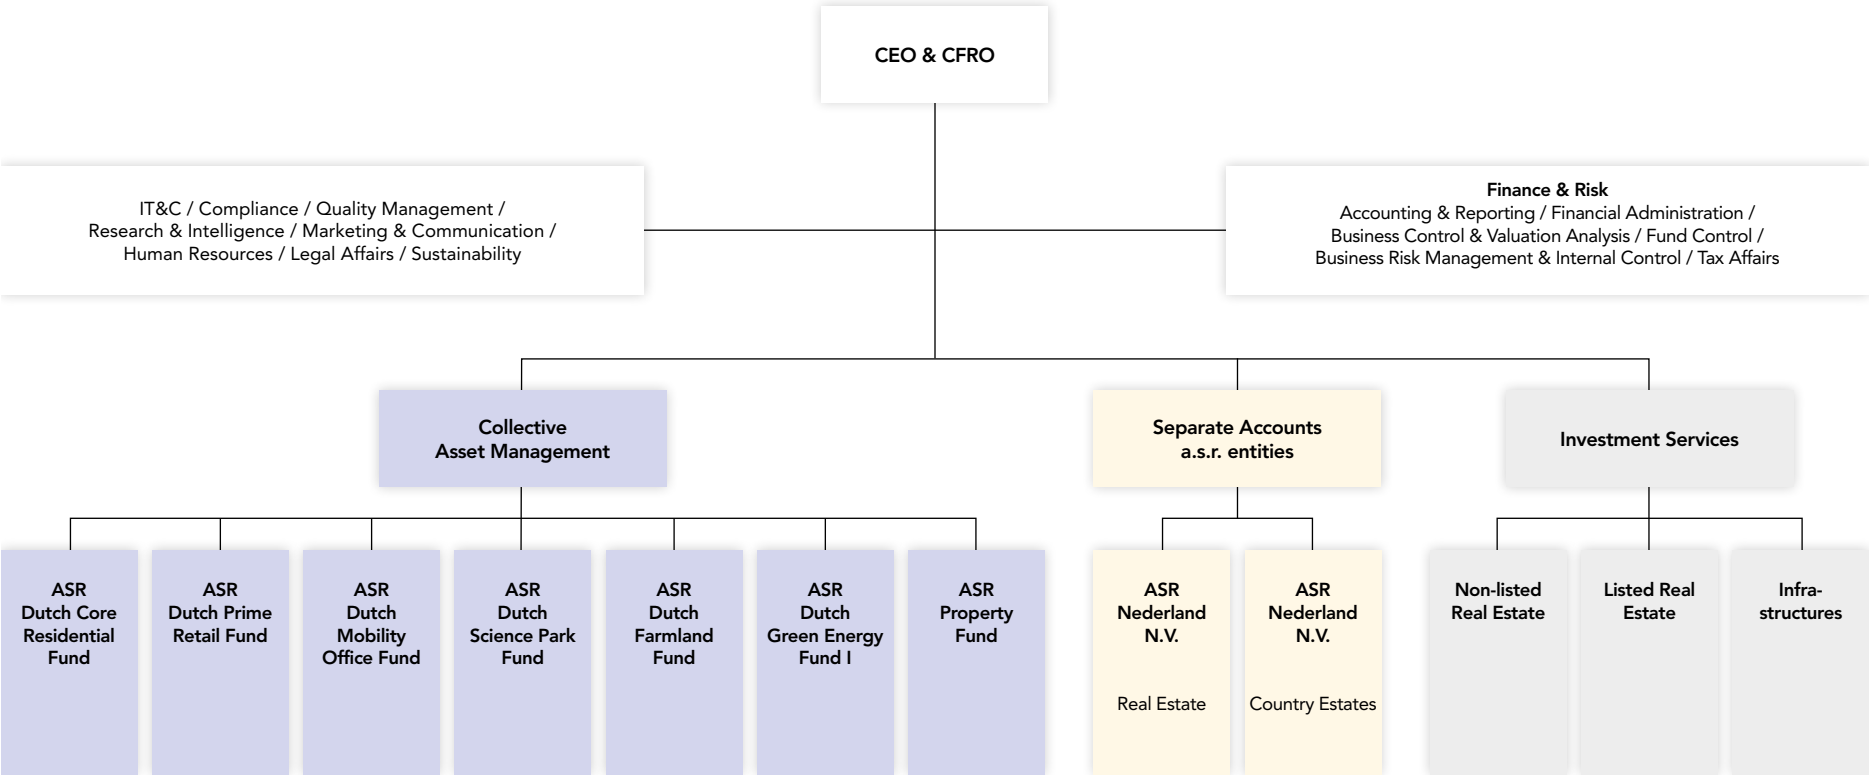 CEO & CFRO
IT&C / Compliance / Quality Management /
Research & Intelligence / Marketing & Communication /
Human Resources / Legal Affairs / Sustainability
Finance & Risk
Accounting & Reporting / Financial Administration /
Business Control & Valuation Analysis / Fund Control /
Business Risk Management & Internal Control / Tax Affairs
Collective
Asset Management
Separate Accounts
a.s.r. entities
Investment Services
ASR
Dutch Core
Residential
Fund
ASR
Dutch Prime
Retail Fund
ASR
Dutch
Mobility
Office Fund
ASR
Dutch
Science Park
Fund
ASR
Dutch
Farmland
Fund
ASR
Dutch
Green Energy
Fund I
ASR
Property
Fund
ASR
Nederland
N.V.
Real Estate
ASR
Nederland
N.V.
Country Estates
Non-listed
Real Estate
Listed Real
Estate
Infra-
structures